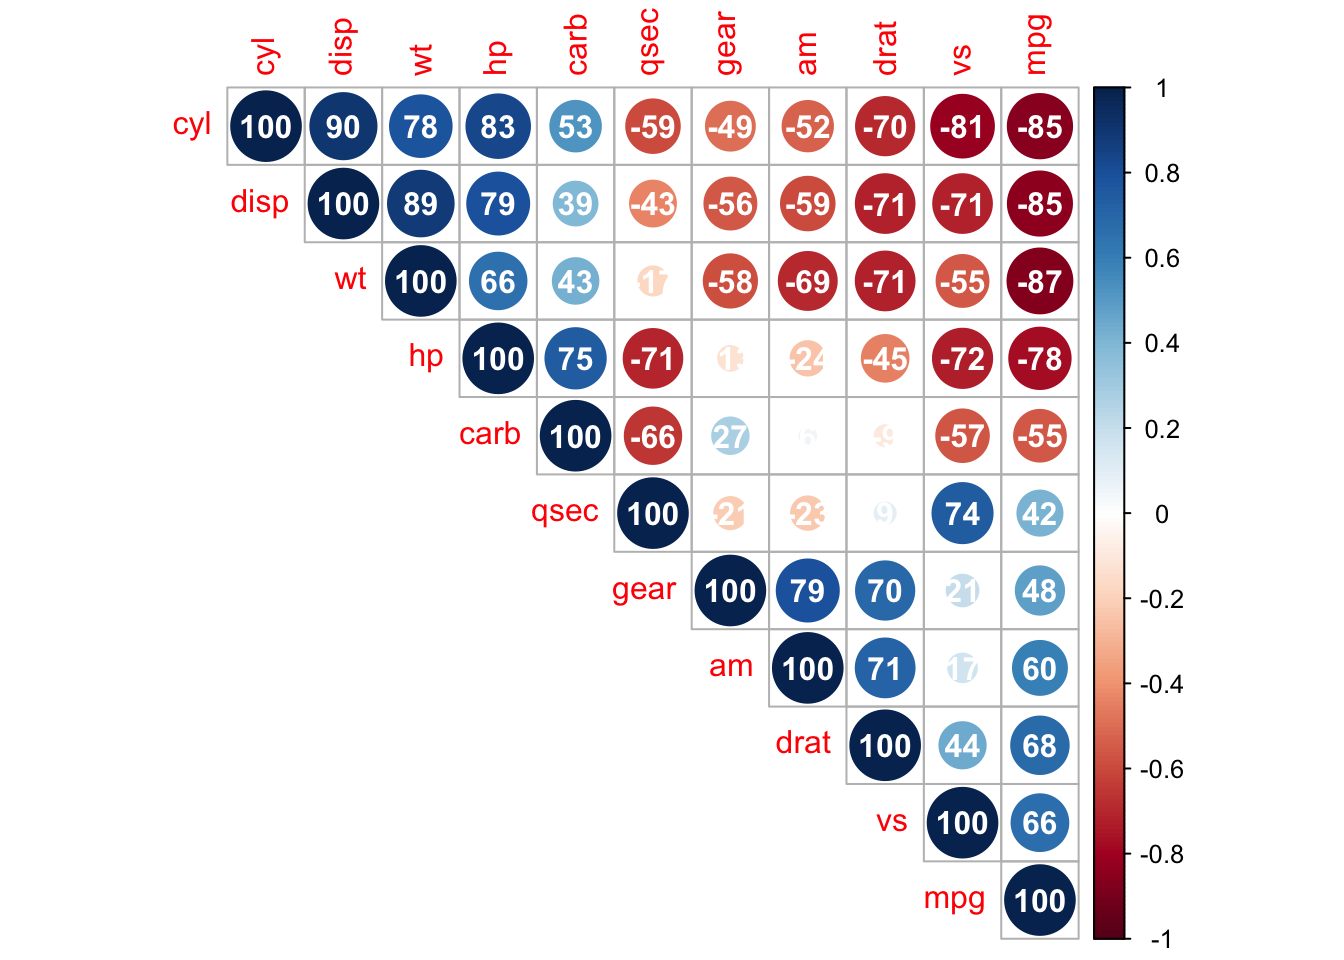 cyl disp wt hp carb qsec gear am drat vs mpg
cyl 100 90 78 83 53 -59 -49 -52 -70 -81 -85
disp 100 89 79 39 -43 -56 -59 -71 -71 -85
wt 100 66 43 -58 -69 -71 -55 -87
hp 100 75 -71 -24 -45 -72 -78
carb 100 -66 27 -57 -55
qsec 100 -21 -23 74 42
gear 100 79 70 21 48
am 100 71 17 60
drat 100 44 68
vs 100 66
mpg 100
1
0.8
0.6
0.4
0.2
0
-0.2
-0.4
-0.6
-0.8
-1